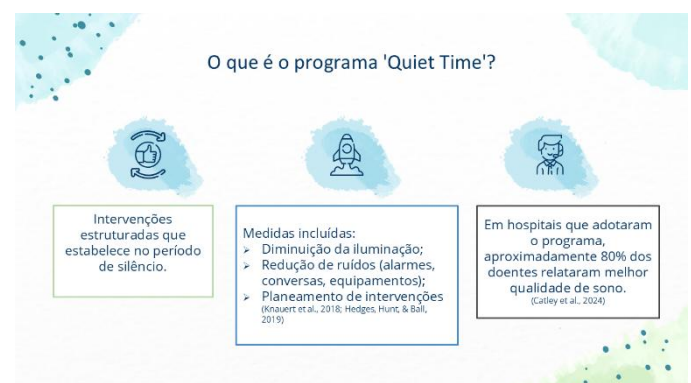 O que é o programa 'Quiet Time'?
Intervenções
estruturadas que
estabelece no período
de silêncio.
Medidas incluídas:
➢ Diminuição da iluminação;
➢ Redução de ruídos (alarmes,
conversas, equipamentos);
➢ Planeamento de intervenções
(Knauert et al., 2018; Hedges, Hunt, & Ball,
2019)
Em hospitais que adotaram
o programa,
aproximadamente 80% dos
doentes relataram melhor
qualidade de sono.
(Catley et al., 2024)